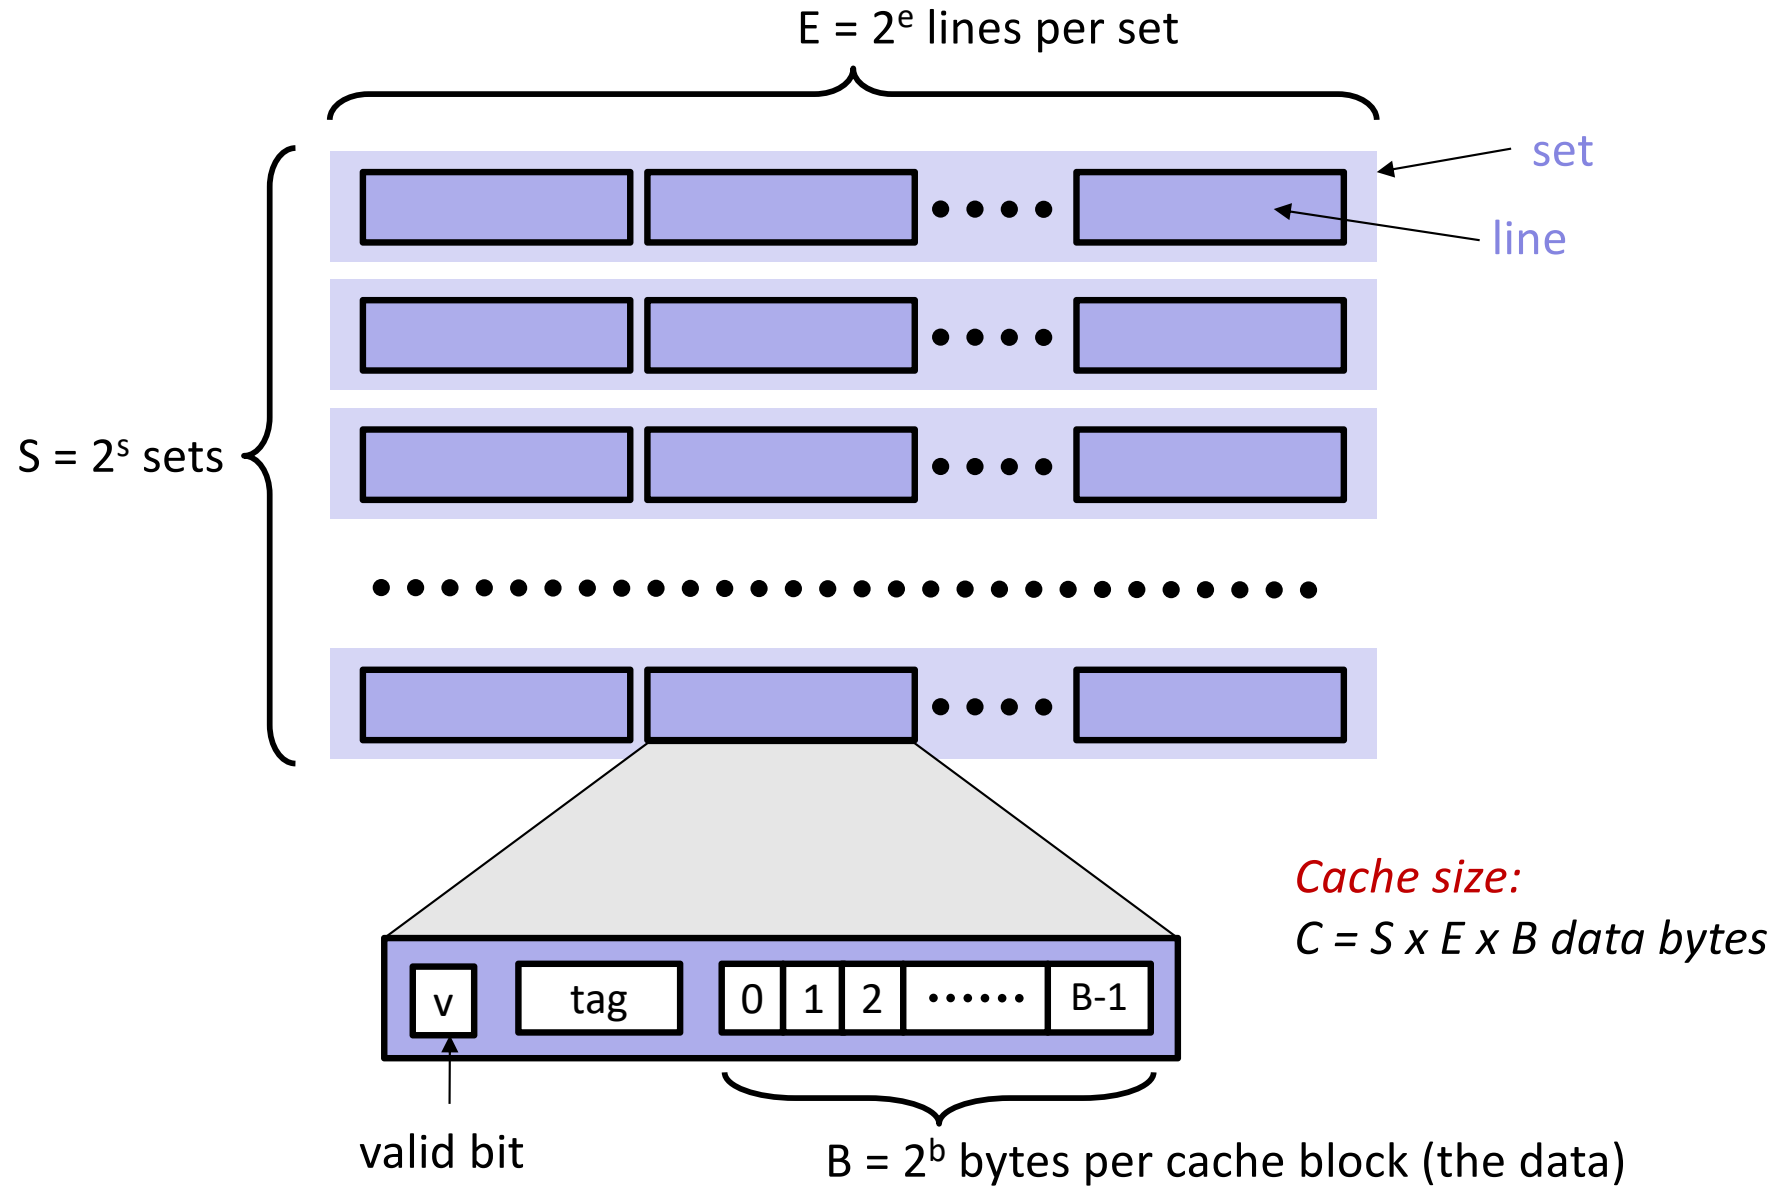 E = 2ᵉ lines per set
set
line
S = 2ˢ sets
Cache size:
C = S x E x B data bytes
v
tag
0 1 2 •••••• B-1
valid bit
B = 2ᵇ bytes per cache block (the data)